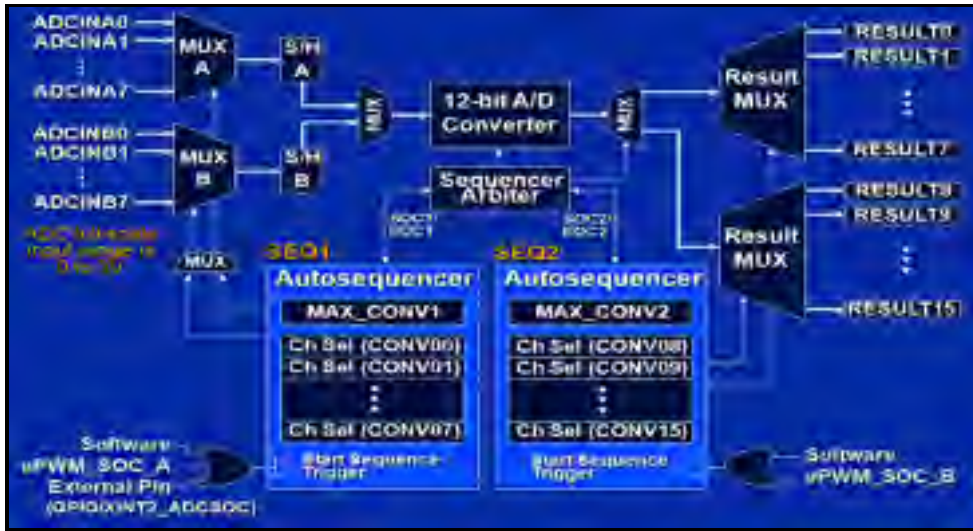 ADCINA0
ADCINA1
ADCINA7
MUX A
S/H A
ADCINB0
ADCINB1
ADCINB7
MUX B
S/H B
MUX
12-bit A/D Converter
MUX
Sequencer Arbiter
SOC1
EOC1
SOC2
EOC2
Result MUX
RESULT0
RESULT1
RESULT7
Result MUX
RESULT8
RESULT9
RESULT15
input range is
MUX
SEQ1
Autosequencer
MAX_CONV1
Ch Sel (CONV00)
Ch Sel (CONV01)
Ch Sel (CONV07)
Start Sequence
Trigger
SEQ2
Autosequencer
MAX_CONV2
Ch Sel (CONV08)
Ch Sel (CONV09)
Ch Sel (CONV15)
Start Sequence
Trigger
Software
ePWM_SOC_A
External Pin
(GPIO/XINT2_ADCSOC)
Software
ePWM_SOC_B